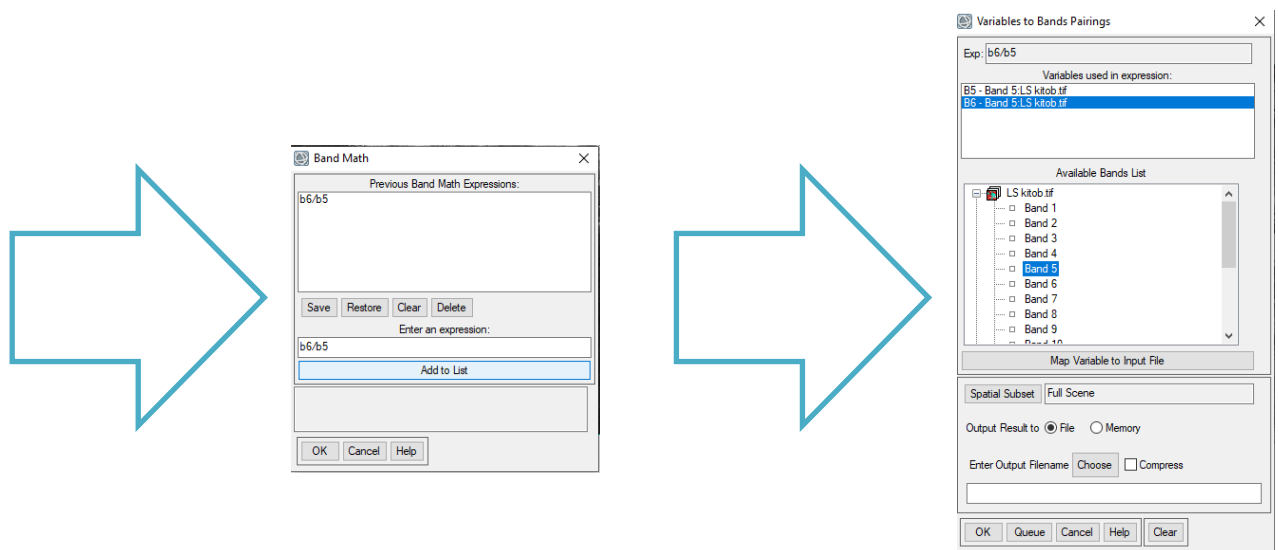 Band Math
Previous Band Math Expressions:
b6/b5
Save Restore Clear Delete
Enter an expression:
b6/b5
Add to List
OK Cancel Help
Variables to Bands Pairings
Exp: b6/b5
Variables used in expression:
B5 - Band 5:LS kitob.tif
B6 - Band 5:LS kitob.tif
Available Bands List
LS kitob.tif
Band 1
Band 2
Band 3
Band 4
Band 5
Band 6
Band 7
Band 8
Band 9
Band 10
Map Variable to Input File
Spatial Subset Full Scene
Output Result to File Memory
Enter Output Filename Choose Compress
OK Queue Cancel Help Clear